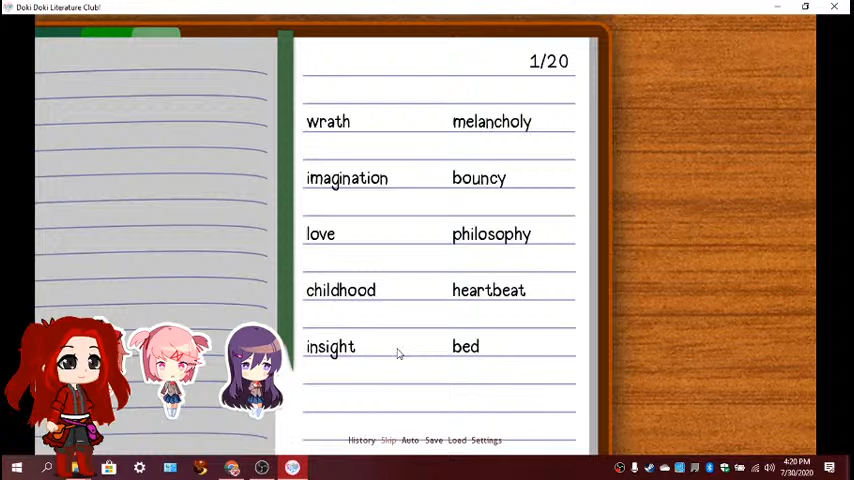 Doki Doki Literature Club!
1/20
wrath melancholy
imagination bouncy
love philosophy
childhood heartbeat
insight bed
History Skip Auto Save Load Settings
4:20 PM
7/30/2020